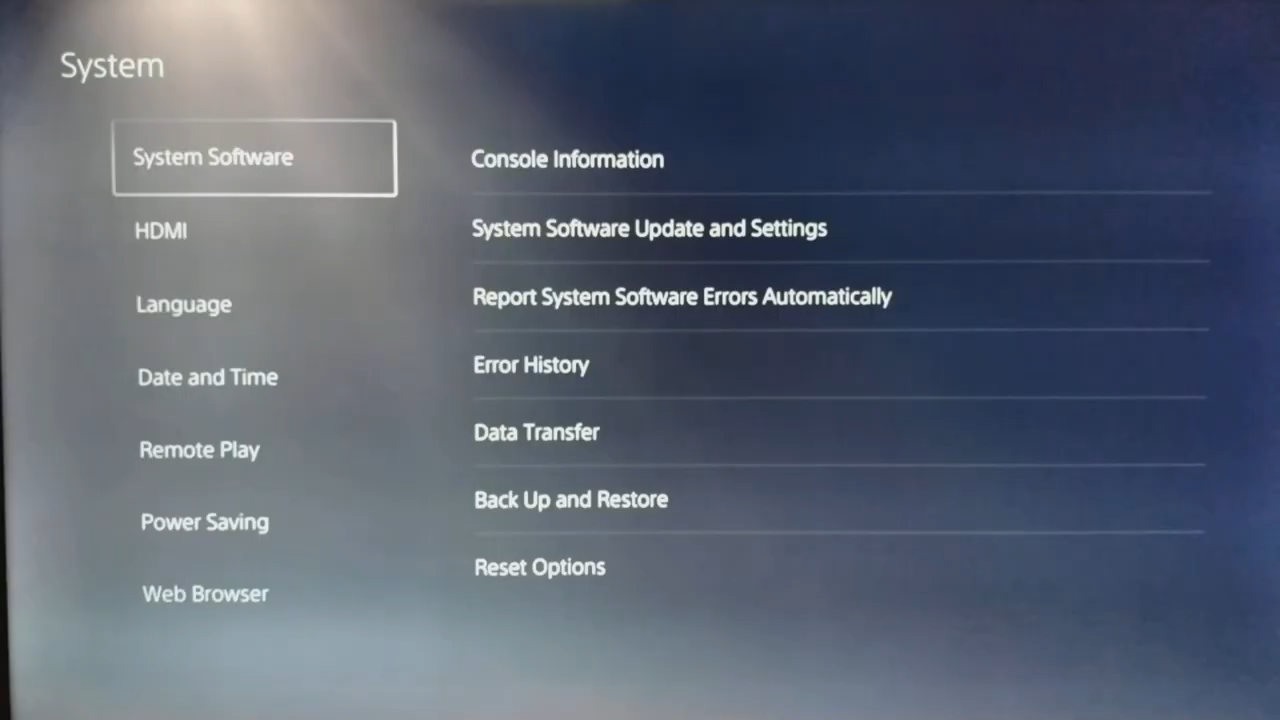 System
System Software
HDMI
Language
Date and Time
Remote Play
Power Saving
Web Browser
Console Information
System Software Update and Settings
Report System Software Errors Automatically
Error History
Data Transfer
Back Up and Restore
Reset Options